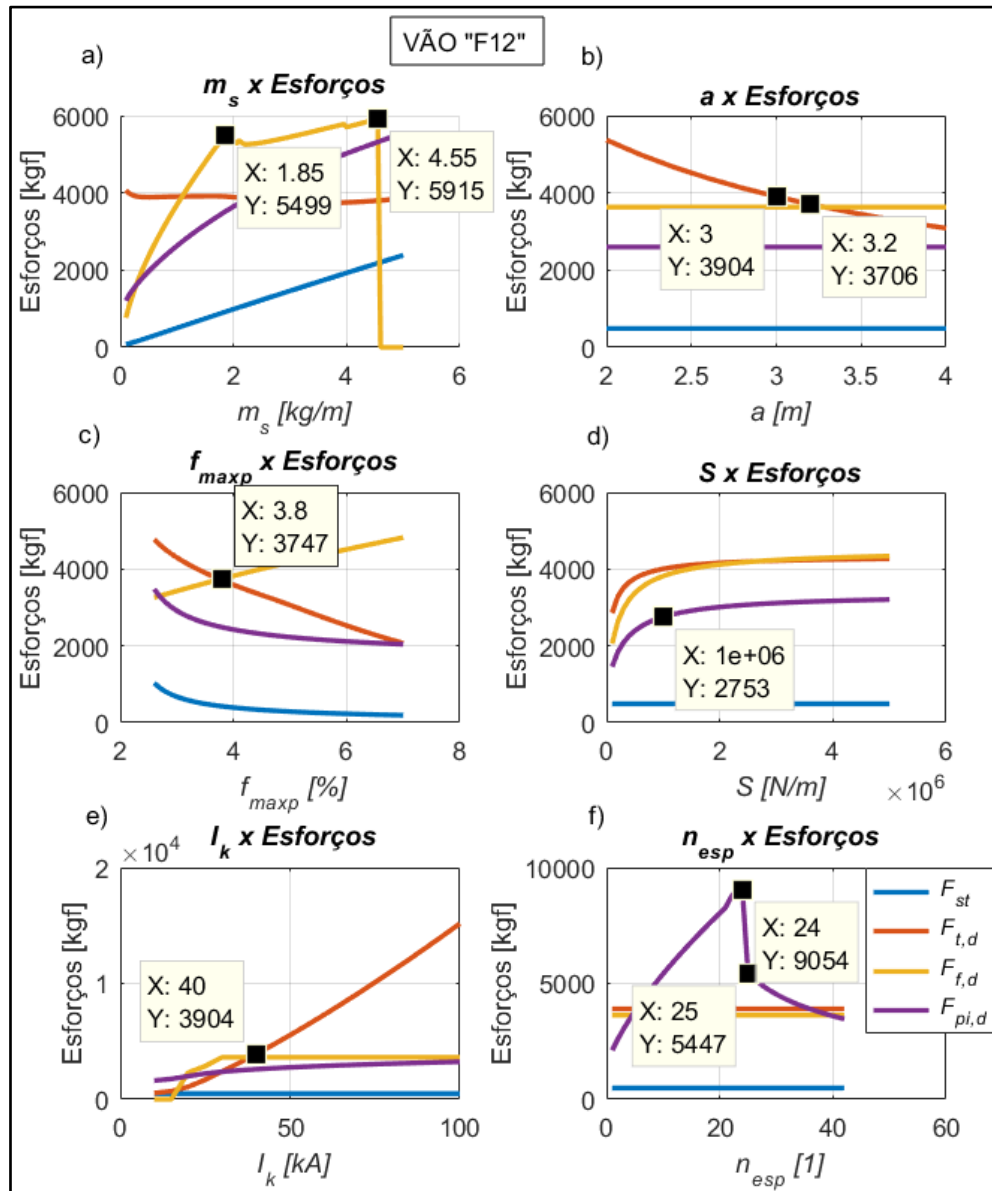 VÃO "F12"
a)
m_s x Esforços
Esforços [kgf]
6000
4000
2000
0
X: 1.85
Y: 5499
X: 4.55
Y: 5915
0 2 4 6
m_s [kg/m]
b)
a x Esforços
Esforços [kgf]
6000
4000
2000
0
X: 3
Y: 3904
X: 3.2
Y: 3706
2 2.5 3 3.5 4
a [m]
c)
f_maxp x Esforços
Esforços [kgf]
6000
4000
2000
0
X: 3.8
Y: 3747
2 4 6 8
f_maxp [%]
d)
S x Esforços
Esforços [kgf]
6000
4000
2000
0
X: 1e+06
Y: 2753
0 2 4 6
S [N/m]
× 10^6
e)
I_k x Esforços
× 10^4
Esforços [kgf]
2
1
0
X: 40
Y: 3904
0 50 100
I_k [kA]
f)
n_esp x Esforços
Esforços [kgf]
10000
5000
0
X: 24
Y: 9054
X: 25
Y: 5447
0 20 40 60
n_esp [1]
F_st
F_t,d
F_f,d
F_pi,d